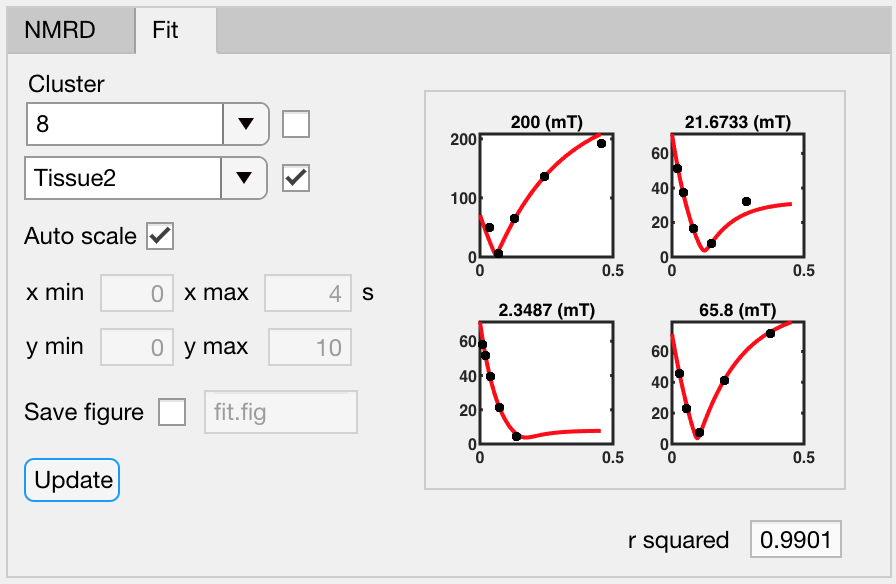 NMRD Fit
Cluster
8
Tissue2
Auto scale
x min 0 x max 4 s
y min 0 y max 10
Save figure fit.fig
Update
200 (mT)
200
100
0
0 0.5
21.6733 (mT)
60
40
20
0
0 0.5
2.3487 (mT)
60
40
20
0
0 0.5
65.8 (mT)
60
40
20
0
0 0.5
r squared 0.9901